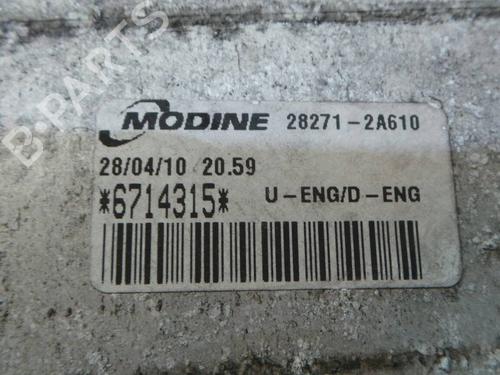 B-PARTS
MODINE 28271-2A610
28/04/10 20.59
*6714315* U-ENG/D-ENG